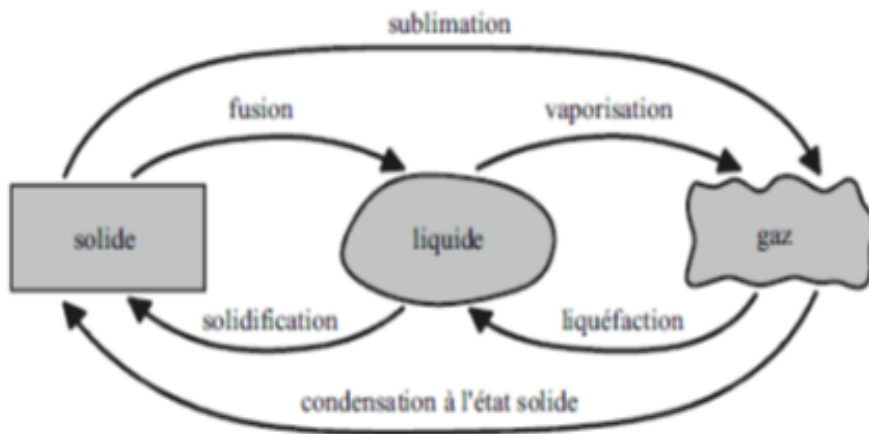 sublimation
fusion
vaporisation
solide
liquide
gaz
solidification
liquéfaction
condensation à l'état solide